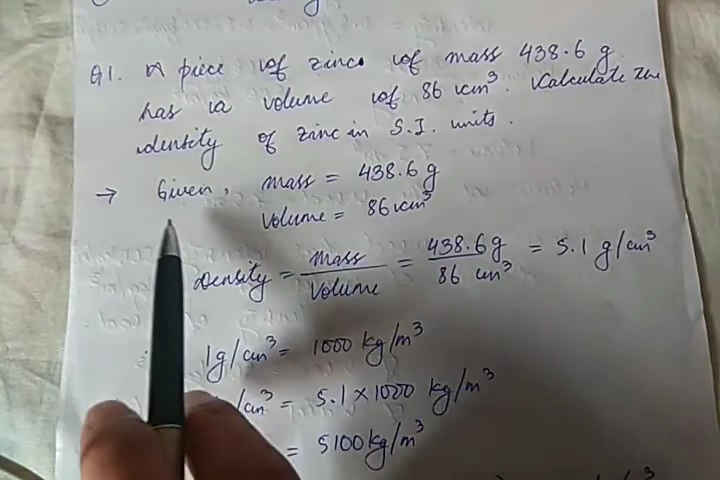 Q1. A piece of zinc of mass 438.6 g
has a volume of 86 cm³. Calculate the
density of zinc in S.I. units.
→ Given, mass = 438.6 g
Volume = 86 cm³
Density = Mass / Volume = 438.6 g / 86 cm³ = 5.1 g/cm³
1g/cm³ = 1000 kg/m³
/cm³ = 5.1 × 1000 kg/m³
= 5100 kg/m³